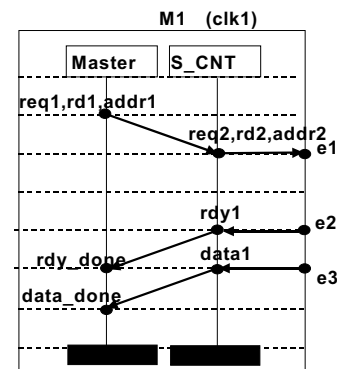 M1 (clk1)
Master S_CNT
req1,rd1,addr1
req2,rd2,addr2
e1
rdy1
e2
rdy_done
data1
e3
data_done